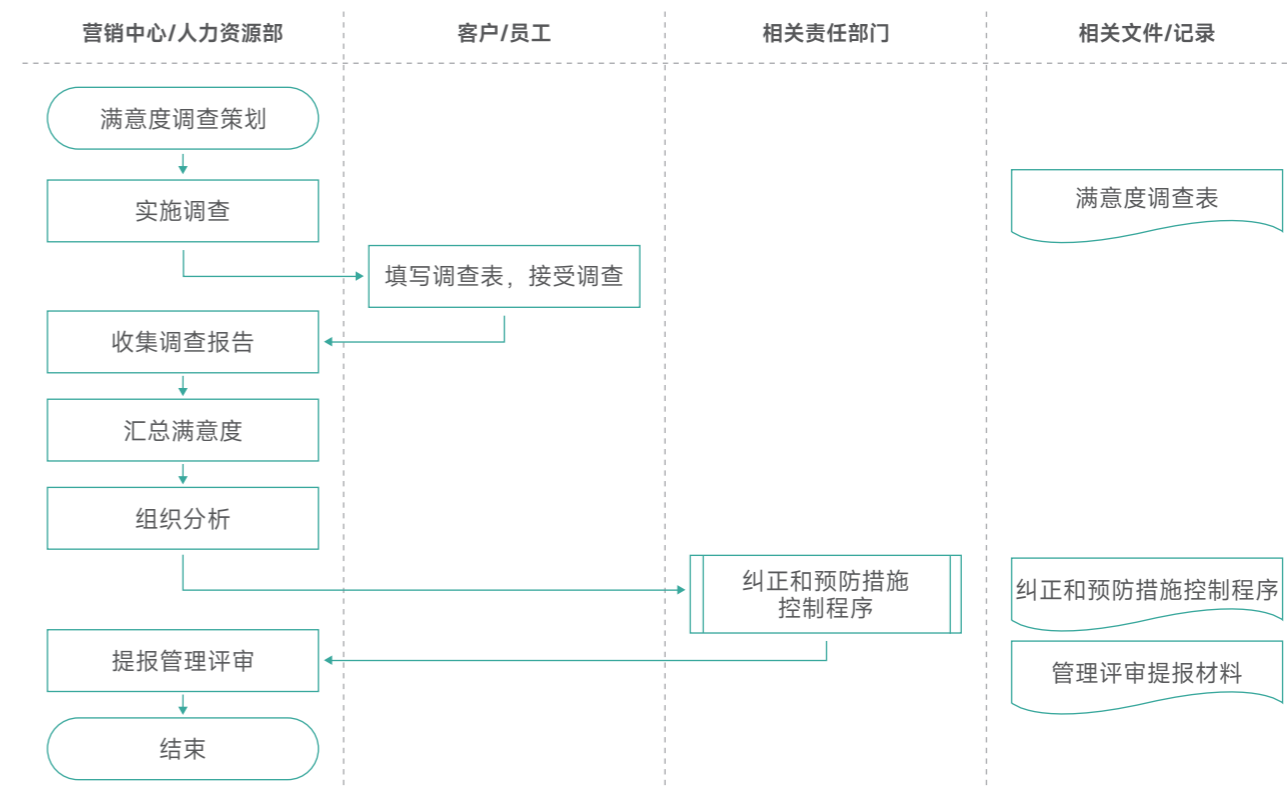 营销中心/人力资源部
客户/员工
相关责任部门
相关文件/记录
满意度调查策划
实施调查
满意度调查表
填写调查表，接受调查
收集调查报告
汇总满意度
组织分析
纠正和预防措施
控制程序
纠正和预防措施控制程序
提报管理评审
管理评审提报材料
结束